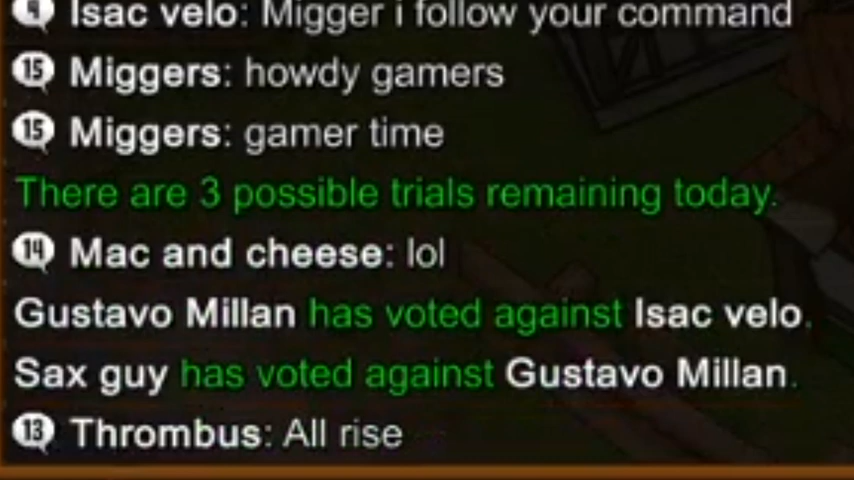 4 Isac velo: Migger i follow your command
15 Miggers: howdy gamers
15 Miggers: gamer time
There are 3 possible trials remaining today.
14 Mac and cheese: lol
Gustavo Millan has voted against Isac velo.
Sax guy has voted against Gustavo Millan.
13 Thrombus: All rise